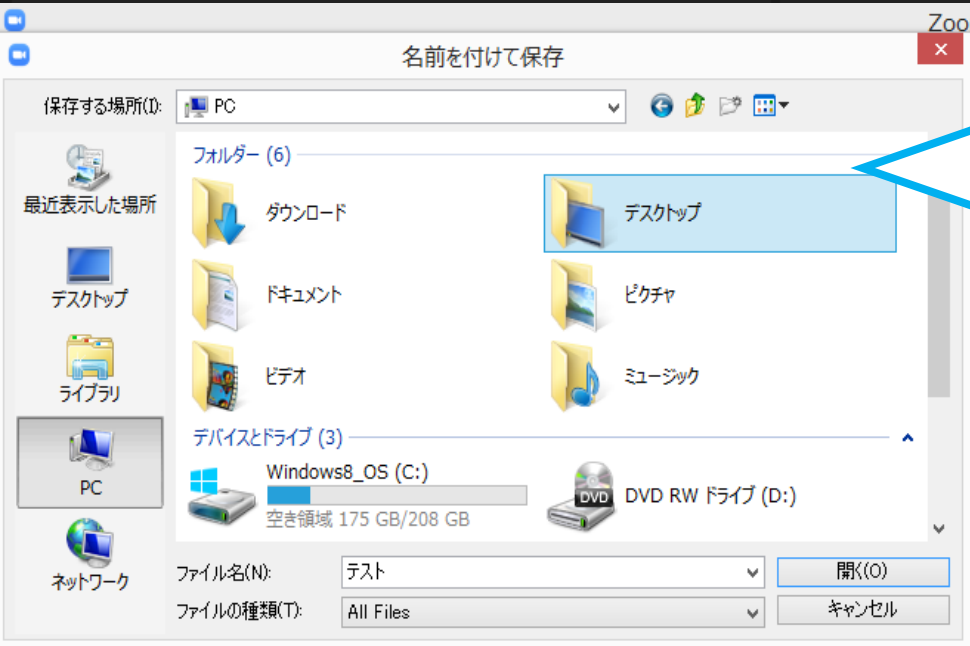 Zoo
名前を付けて保存
保存する場所(I):
PC
最近表示した場所
デスクトップ
ライブラリ
PC
ネットワーク
フォルダー (6)
ダウンロード
デスクトップ
ドキュメント
ピクチャ
ビデオ
ミュージック
デバイスとドライブ (3)
Windows8_OS (C:)
空き領域 175 GB/208 GB
DVD
DVD RW ドライブ (D:)
ファイル名(N):
テスト
開く(O)
ファイルの種類(T):
All Files
キャンセル